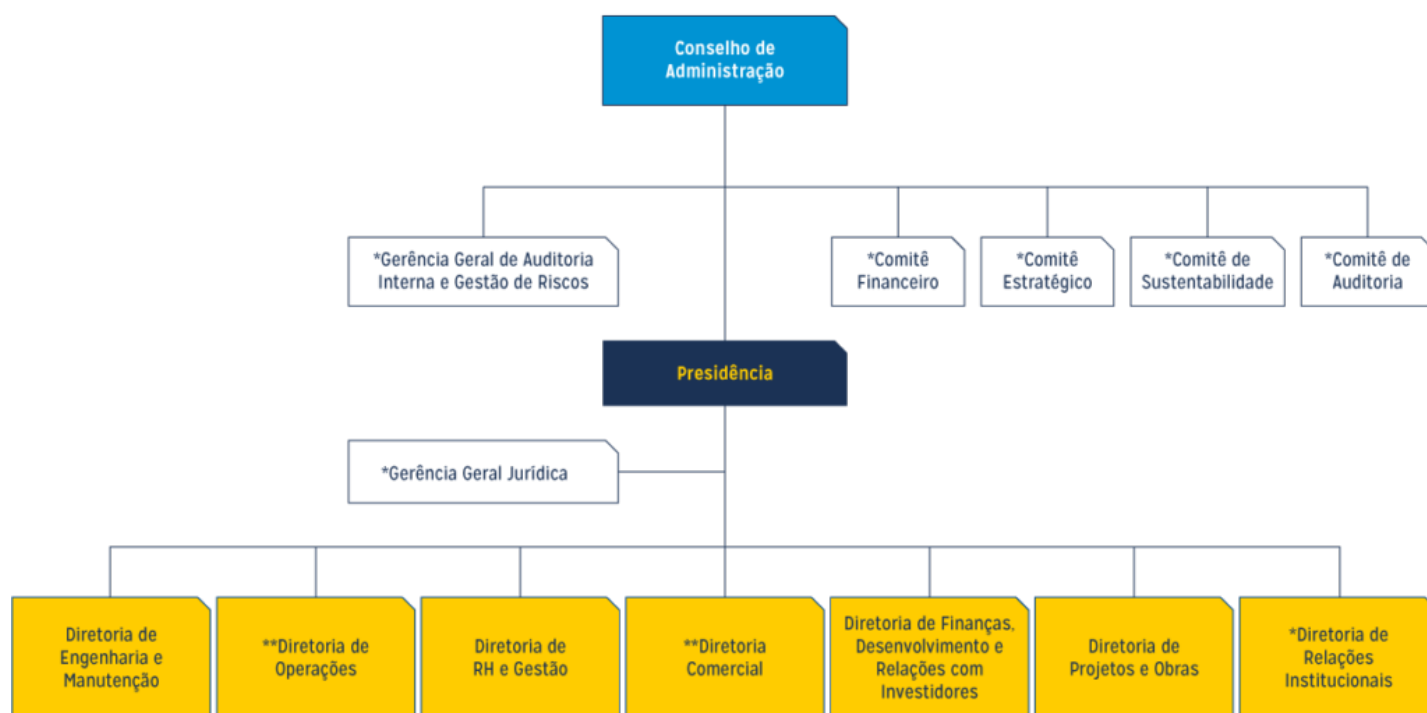 Conselho de
Administração
*Gerência Geral de Auditoria
Interna e Gestão de Riscos
*Comitê
Financeiro
*Comitê
Estratégico
*Comitê de
Sustentabilidade
*Comitê de
Auditoria
Presidência
*Gerência Geral Jurídica
Diretoria de
Engenharia e
Manutenção
**Diretoria de
Operações
Diretoria de
RH e Gestão
**Diretoria
Comercial
Diretoria de Finanças,
Desenvolvimento e
Relações com
Investidores
Diretoria de
Projetos e Obras
*Diretoria de
Relações
Institucionais